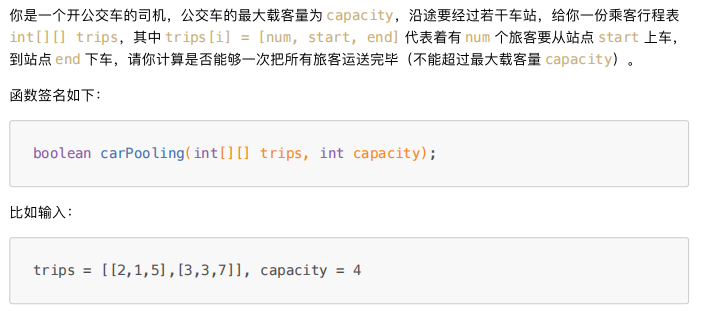 你是一个开公交车的司机，公交车的最大载客量为 capacity，沿途要经过若干车站，给你一份乘客行程表
int[][] trips，其中 trips[i] = [num, start, end] 代表着有 num 个旅客要从站点 start 上车，
到站点 end 下车，请你计算是否能够一次把所有旅客运送完毕（不能超过最大载客量 capacity）。
函数签名如下：
boolean carPooling(int[][] trips, int capacity);
比如输入：
trips = [[2,1,5],[3,3,7]], capacity = 4